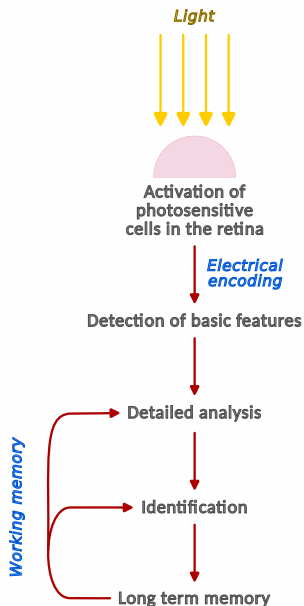 Light
Activation of
photosensitive
cells in the retina
Electrical
encoding
Detection of basic features
Detailed analysis
Working memory
Identification
Long term memory